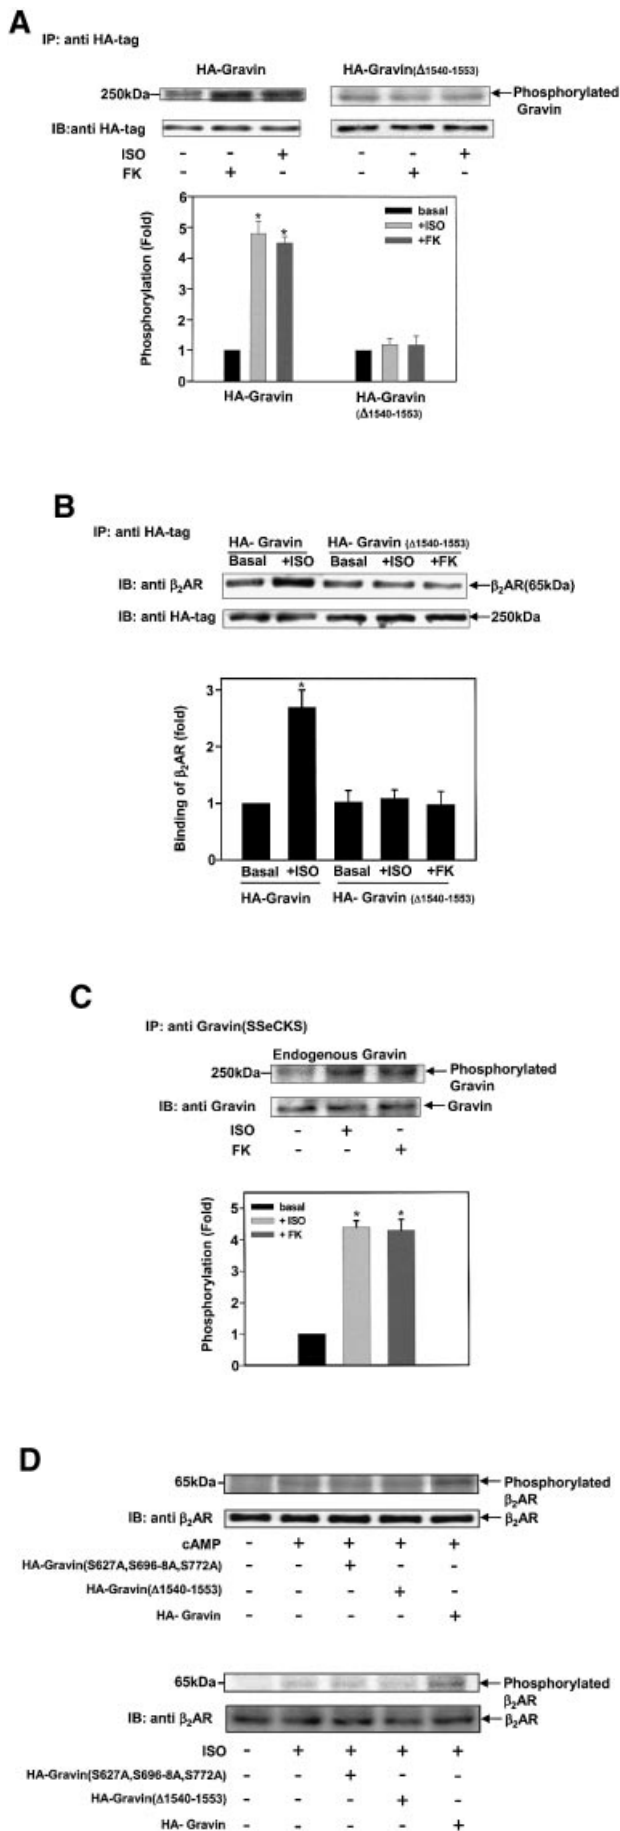 A
IP: anti HA-tag
HA-Gravin HA-Gravin(Δ1540-1553)
250kDa Phosphorylated Gravin
IB:anti HA-tag
ISO - - + - - +
FK - + - - + -
Phosphorylation (Fold)
6
5
4
3
2
1
0
basal
+ISO
+FK
* *
HA-Gravin HA-Gravin (Δ1540-1553)
B
IP: anti HA-tag
HA- Gravin HA- Gravin (Δ1540-1553)
Basal +ISO Basal +ISO +FK
IB: anti β2AR β2AR(65kDa)
IB: anti HA-tag 250kDa
Binding of β2AR (fold)
3
2
1
0
*
Basal +ISO Basal +ISO +FK
HA-Gravin HA- Gravin (Δ1540-1553)
C
IP: anti Gravin(SSeCKS)
Endogenous Gravin
250kDa Phosphorylated Gravin
IB: anti Gravin Gravin
ISO - + -
FK - - +
Phosphorylation (Fold)
5
4
3
2
1
0
basal
+ ISO
+ FK
* *
D
65kDa Phosphorylated β2AR
IB: anti β2AR β2AR
cAMP - + + + +
HA-Gravin(S627A,S696-8A,S772A) - - + - -
HA-Gravin(Δ1540-1553) - - - + -
HA- Gravin - - - - +
65kDa Phosphorylated β2AR
IB: anti β2AR β2AR
ISO - + + + +
HA-Gravin(S627A,S696-8A,S772A) - - + - -
HA-Gravin(Δ1540-1553) - - - + -
HA- Gravin - - - - +